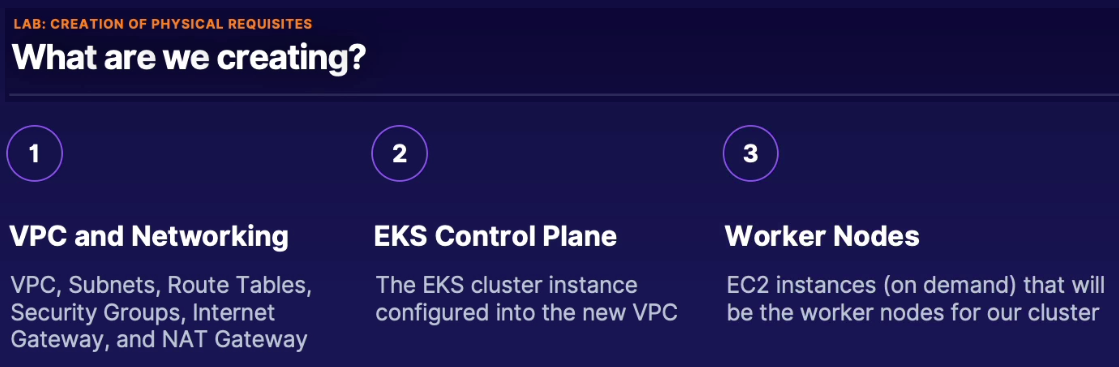 LAB: CREATION OF PHYSICAL REQUISITES
What are we creating?
1
VPC and Networking
VPC, Subnets, Route Tables,
Security Groups, Internet
Gateway, and NAT Gateway
2
EKS Control Plane
The EKS cluster instance
configured into the new VPC
3
Worker Nodes
EC2 instances (on demand) that will
be the worker nodes for our cluster